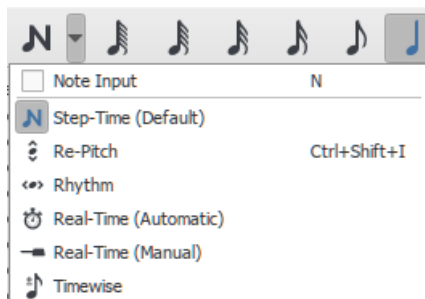 N
Note Input N
Step-Time (Default)
Re-Pitch Ctrl+Shift+I
Rhythm
Real-Time (Automatic)
Real-Time (Manual)
Timewise